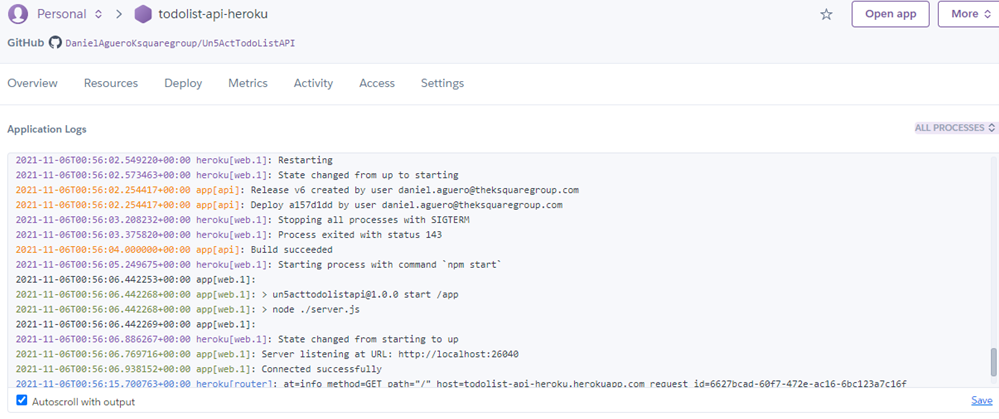 Personal > todolist-api-heroku Open app More
GitHub DanielAgueroKsquaregroup/Un5ActTodoListAPI
Overview Resources Deploy Metrics Activity Access Settings
Application Logs ALL PROCESSES
2021-11-06T00:56:02.549220+00:00 heroku[web.1]: Restarting
2021-11-06T00:56:02.573463+00:00 heroku[web.1]: State changed from up to starting
2021-11-06T00:56:02.254417+00:00 app[api]: Release v6 created by user daniel.aguero@theksquaregroup.com
2021-11-06T00:56:02.254417+00:00 app[api]: Deploy a157d1dd by user daniel.aguero@theksquaregroup.com
2021-11-06T00:56:03.208232+00:00 heroku[web.1]: Stopping all processes with SIGTERM
2021-11-06T00:56:03.375820+00:00 heroku[web.1]: Process exited with status 143
2021-11-06T00:56:04.000000+00:00 app[api]: Build succeeded
2021-11-06T00:56:05.249675+00:00 heroku[web.1]: Starting process with command `npm start`
2021-11-06T00:56:06.442253+00:00 app[web.1]:
2021-11-06T00:56:06.442268+00:00 app[web.1]: > un5acttodolistapi@1.0.0 start /app
2021-11-06T00:56:06.442268+00:00 app[web.1]: > node ./server.js
2021-11-06T00:56:06.442269+00:00 app[web.1]:
2021-11-06T00:56:06.886267+00:00 heroku[web.1]: State changed from starting to up
2021-11-06T00:56:06.769716+00:00 app[web.1]: Server listening at URL: http://localhost:26040
2021-11-06T00:56:06.938152+00:00 app[web.1]: Connected successfully
2021-11-06T00:56:15.700763+00:00 heroku[router]: at=info method=GET path="/" host=todolist-api-heroku.herokuapp.com request_id=6627bcad-60f7-472e-ac16-6bc123a7c16f
Autoscroll with output Save